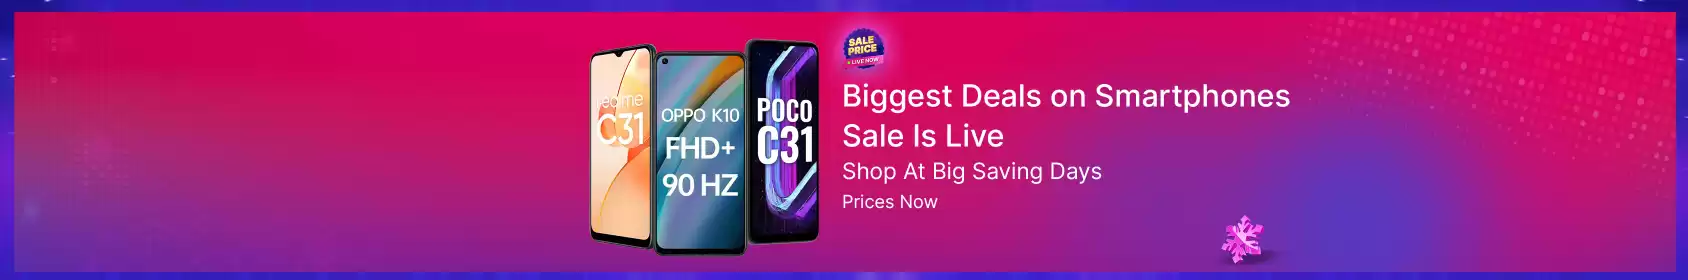 realme
C31
OPPO K10
FHD+
90 HZ
POCO
C31
SALE
PRICE
LIVE NOW
Biggest Deals on Smartphones
Sale Is Live
Shop At Big Saving Days
Prices Now